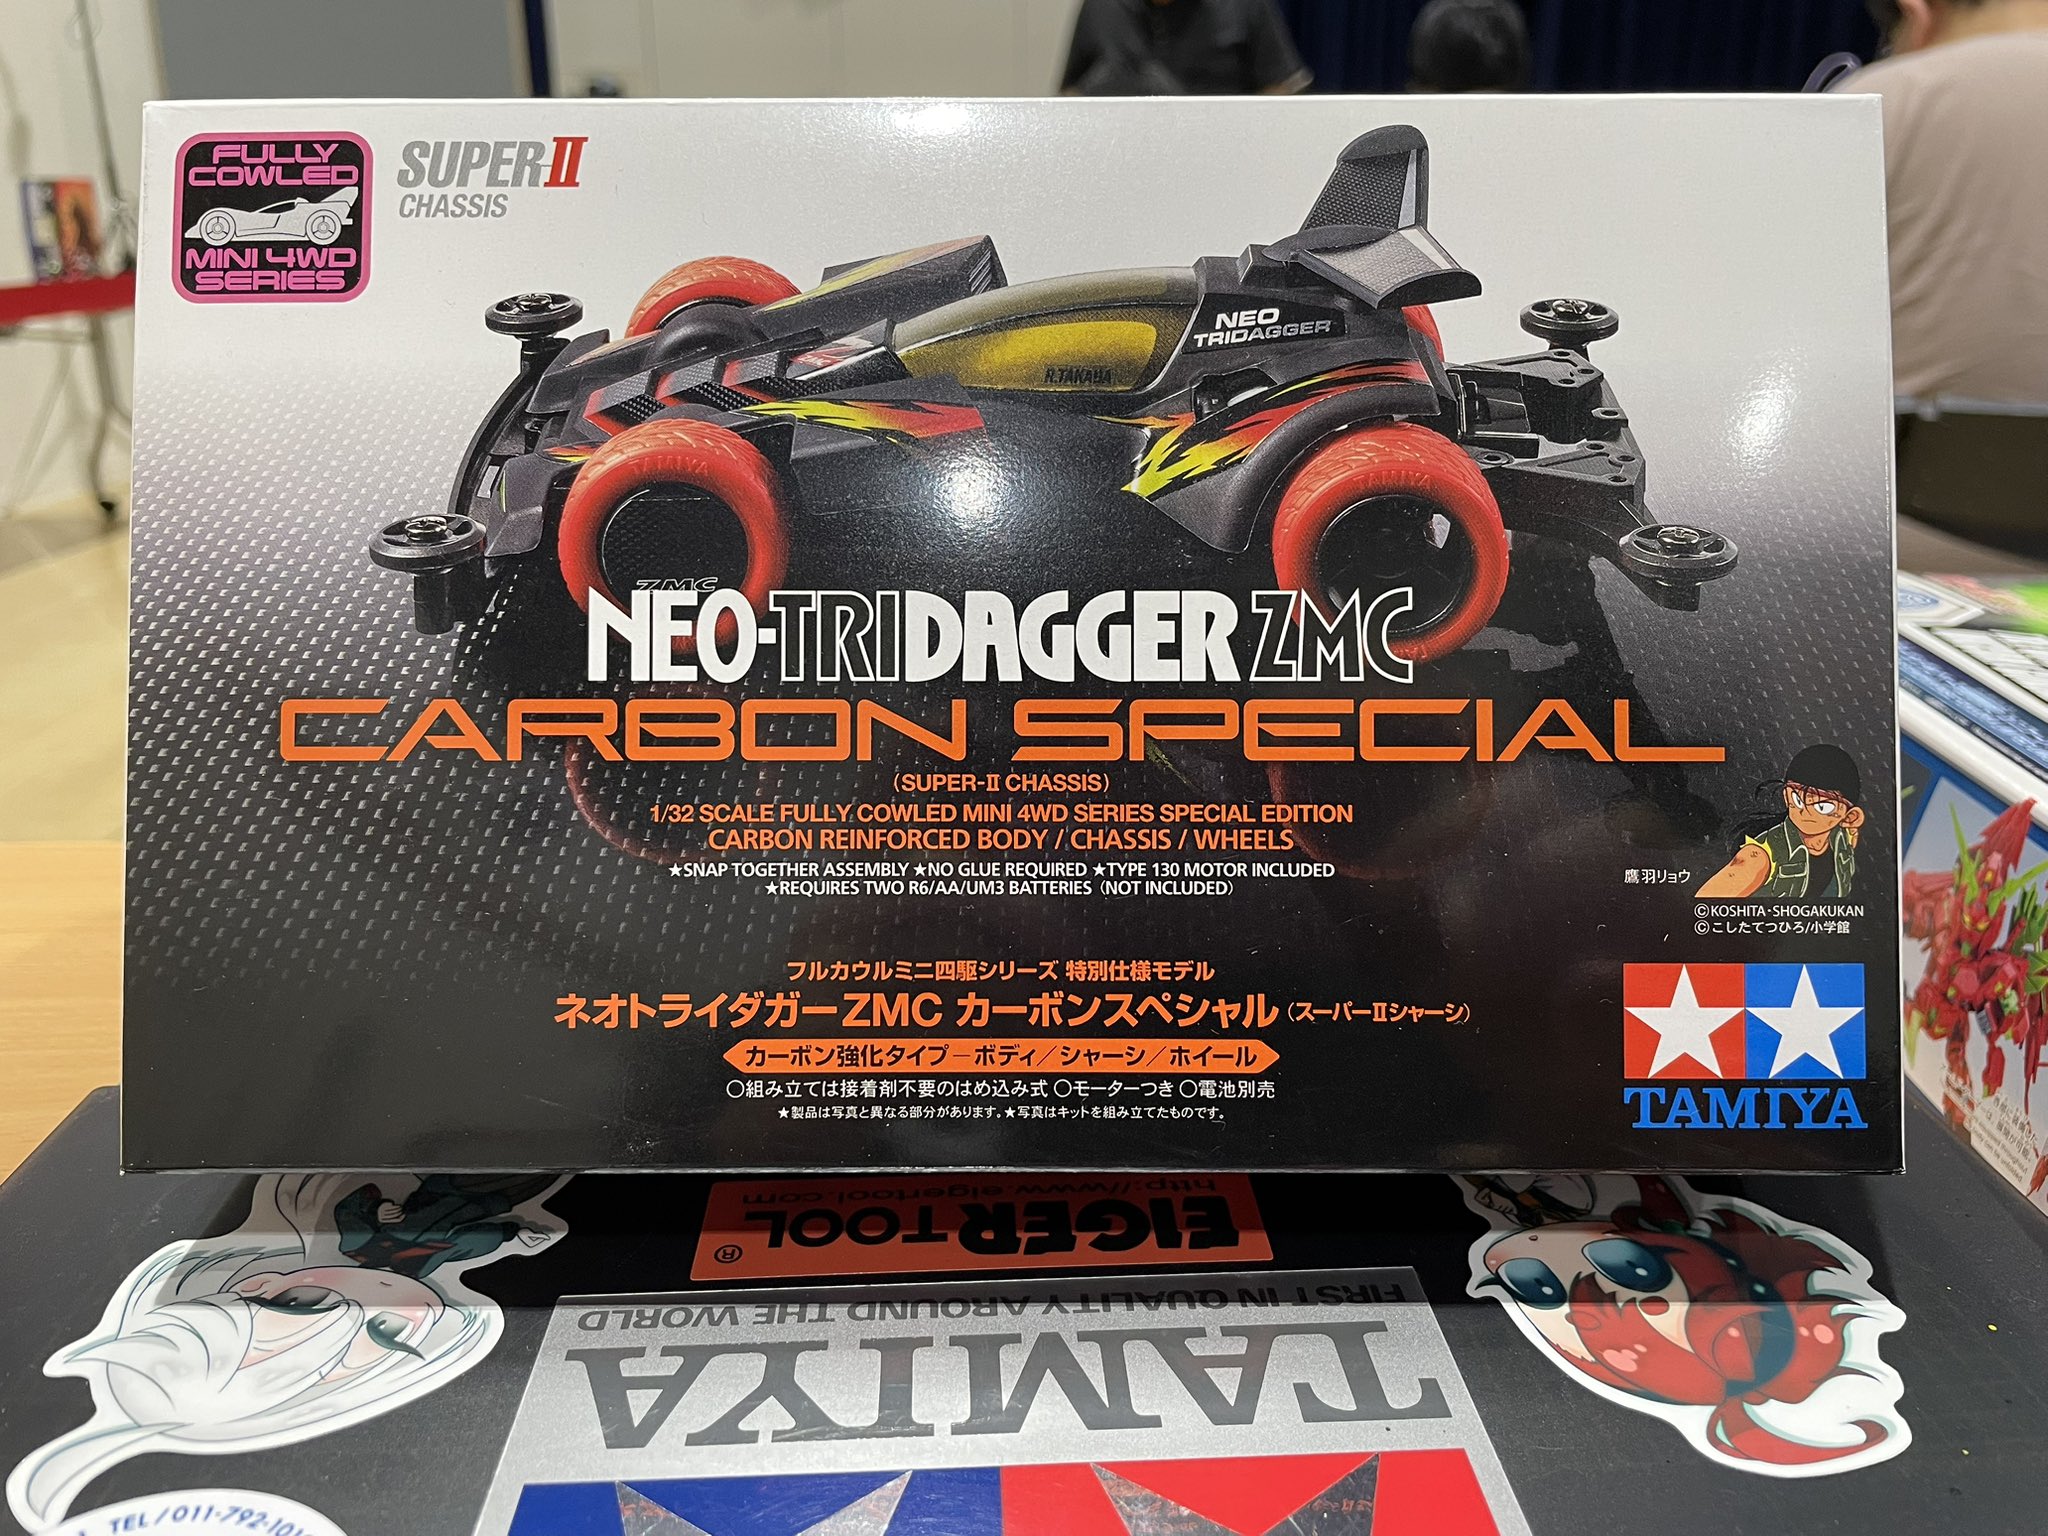 FULLY
COWLED
MINI 4WD
SERIES
SUPER-II
CHASSIS
NEO
TRIDAGGER
R.TAKABA
TAMIYA
TAMIYA
ZMC
NEO-TRIDAGGER ZMC
CARBON SPECIAL
(SUPER-II CHASSIS)
1/32 SCALE FULLY COWLED MINI 4WD SERIES SPECIAL EDITION
CARBON REINFORCED BODY / CHASSIS / WHEELS
★SNAP TOGETHER ASSEMBLY ★NO GLUE REQUIRED ★TYPE 130 MOTOR INCLUDED
★REQUIRES TWO R6/AA/UM3 BATTERIES (NOT INCLUDED)
鷹羽リョウ
©KOSHITA・SHOGAKUKAN
©こしたてつひろ/小学館
フルカウルミニ四駆シリーズ 特別仕様モデル
ネオトライダガーZMC カーボンスペシャル(スーパーIIシャーシ)
カーボン強化タイプ−ボディ/シャーシ/ホイール
○組み立ては接着剤不要のはめ込み式 ○モーターつき ○電池別売
★製品は写真と異なる部分があります。★写真はキットを組み立てたものです。
TAMIYA
http://www.eigertool.com
EIGER TOOL®
FIRST IN QUALITY AROUND THE WORLD
TAMIYA
TEL/011-792-101